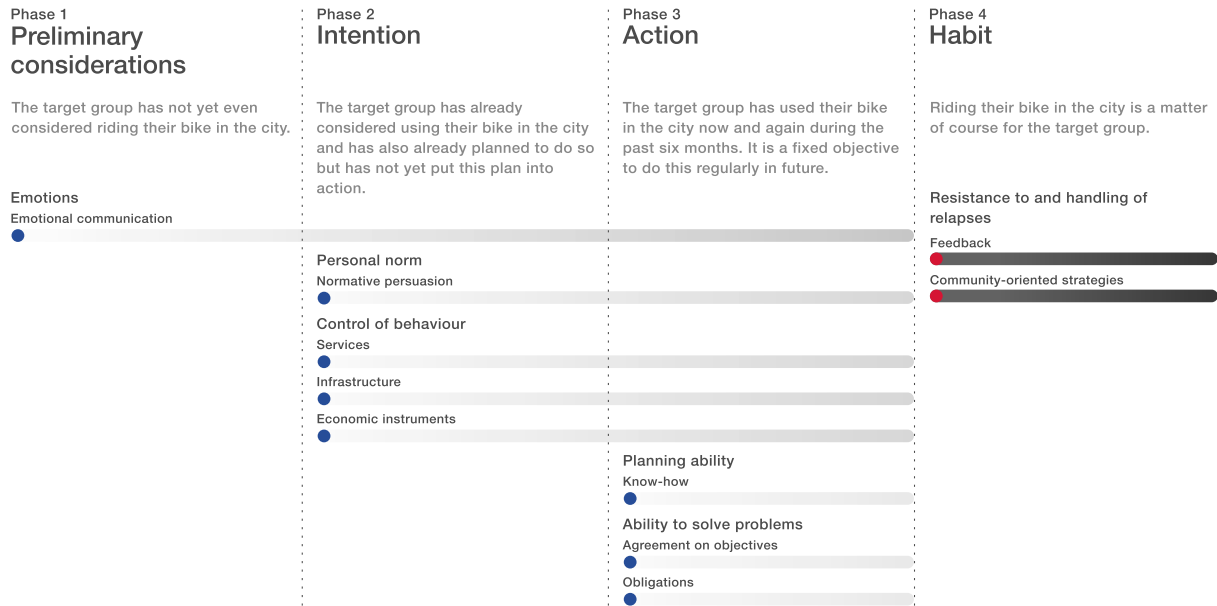 Phase 1
Preliminary
considerations
The target group has not yet even
considered riding their bike in the city.
Emotions
Emotional communication
Phase 2
Intention
The target group has already
considered using their bike in the city
and has also already planned to do so
but has not yet put this plan into
action.
Personal norm
Normative persuasion
Control of behaviour
Services
Infrastructure
Economic instruments
Phase 3
Action
The target group has used their bike
in the city now and again during the
past six months. It is a fixed objective
to do this regularly in future.
Planning ability
Know-how
Ability to solve problems
Agreement on objectives
Obligations
Phase 4
Habit
Riding their bike in the city is a matter
of course for the target group.
Resistance to and handling of
relapses
Feedback
Community-oriented strategies